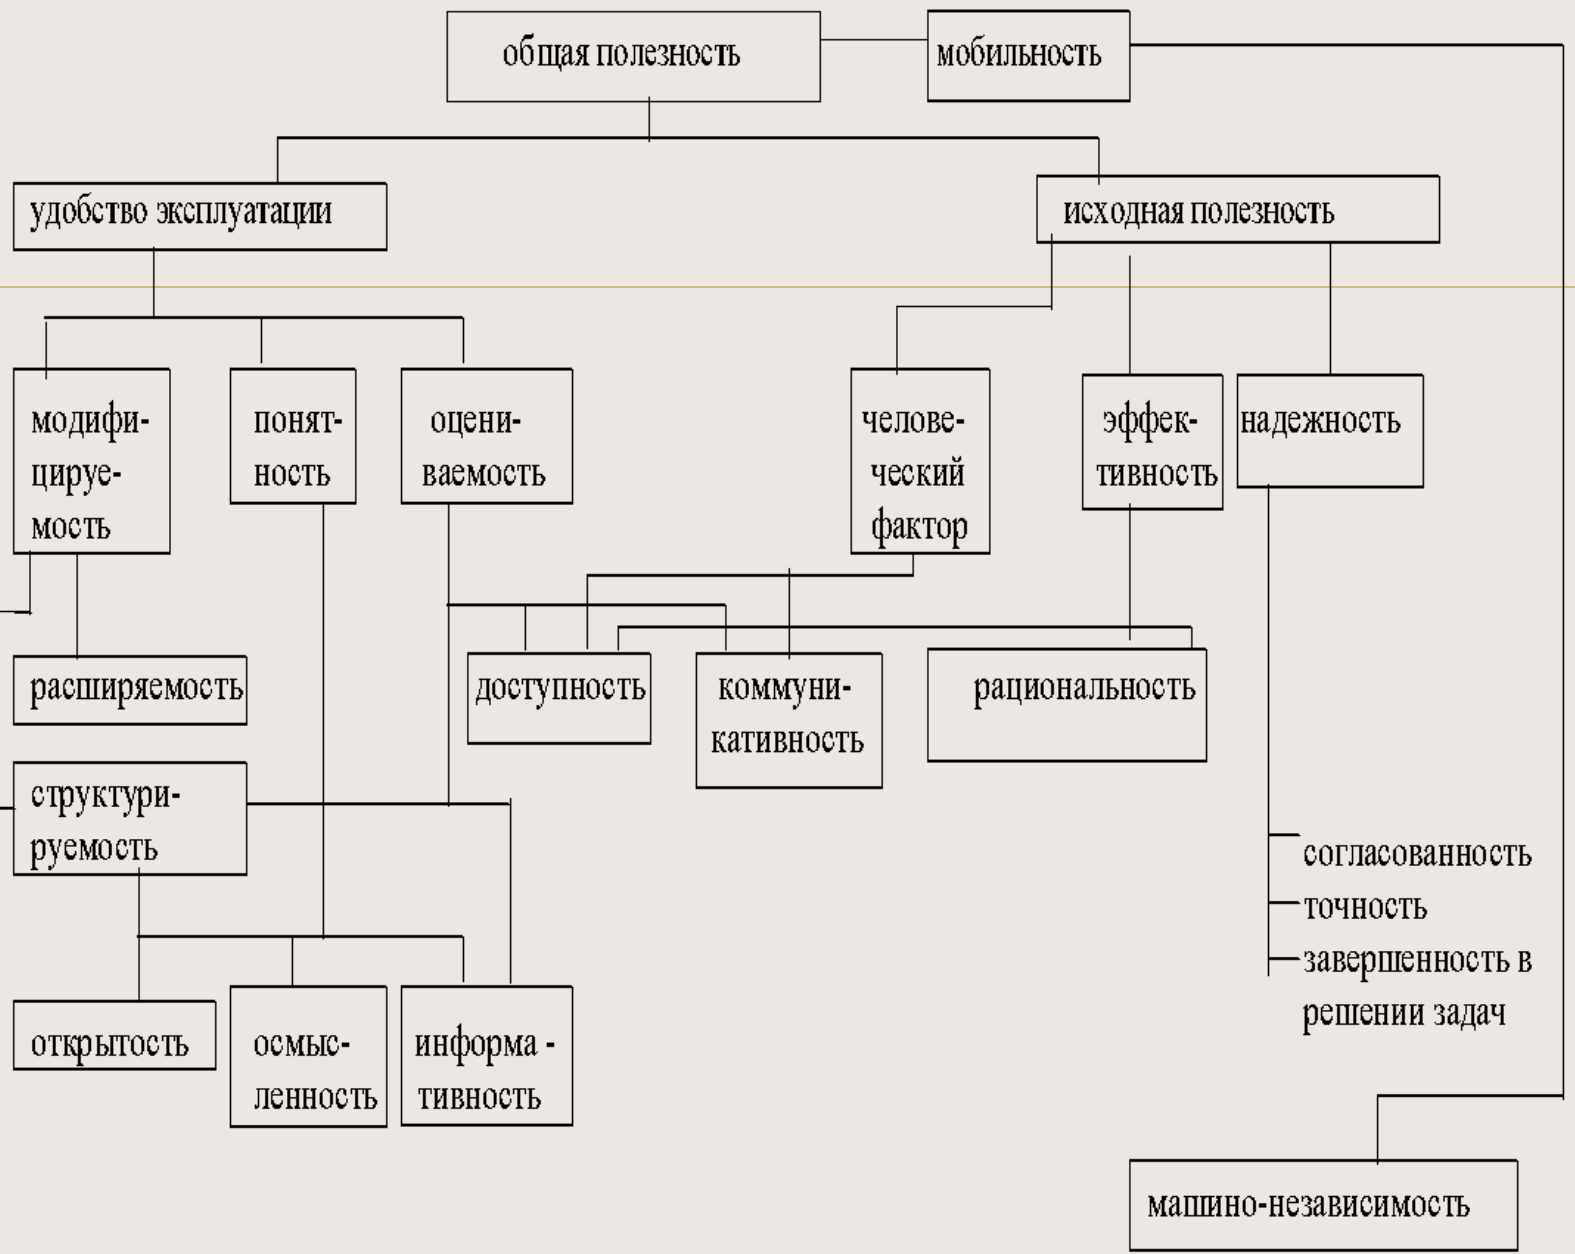 общая полезность
мобильность
удобство эксплуатации
исходная полезность
модифи-
цируе-
мость
понят-
ность
оцени-
ваемость
челове-
ческий
фактор
эффек-
тивность
надежность
расширяемость
доступность
коммуни-
кативность
рациональность
структури-
руемость
согласованность
точность
завершенность в
решении задач
открытость
осмыс-
ленность
информа -
тивность
машино-независимость